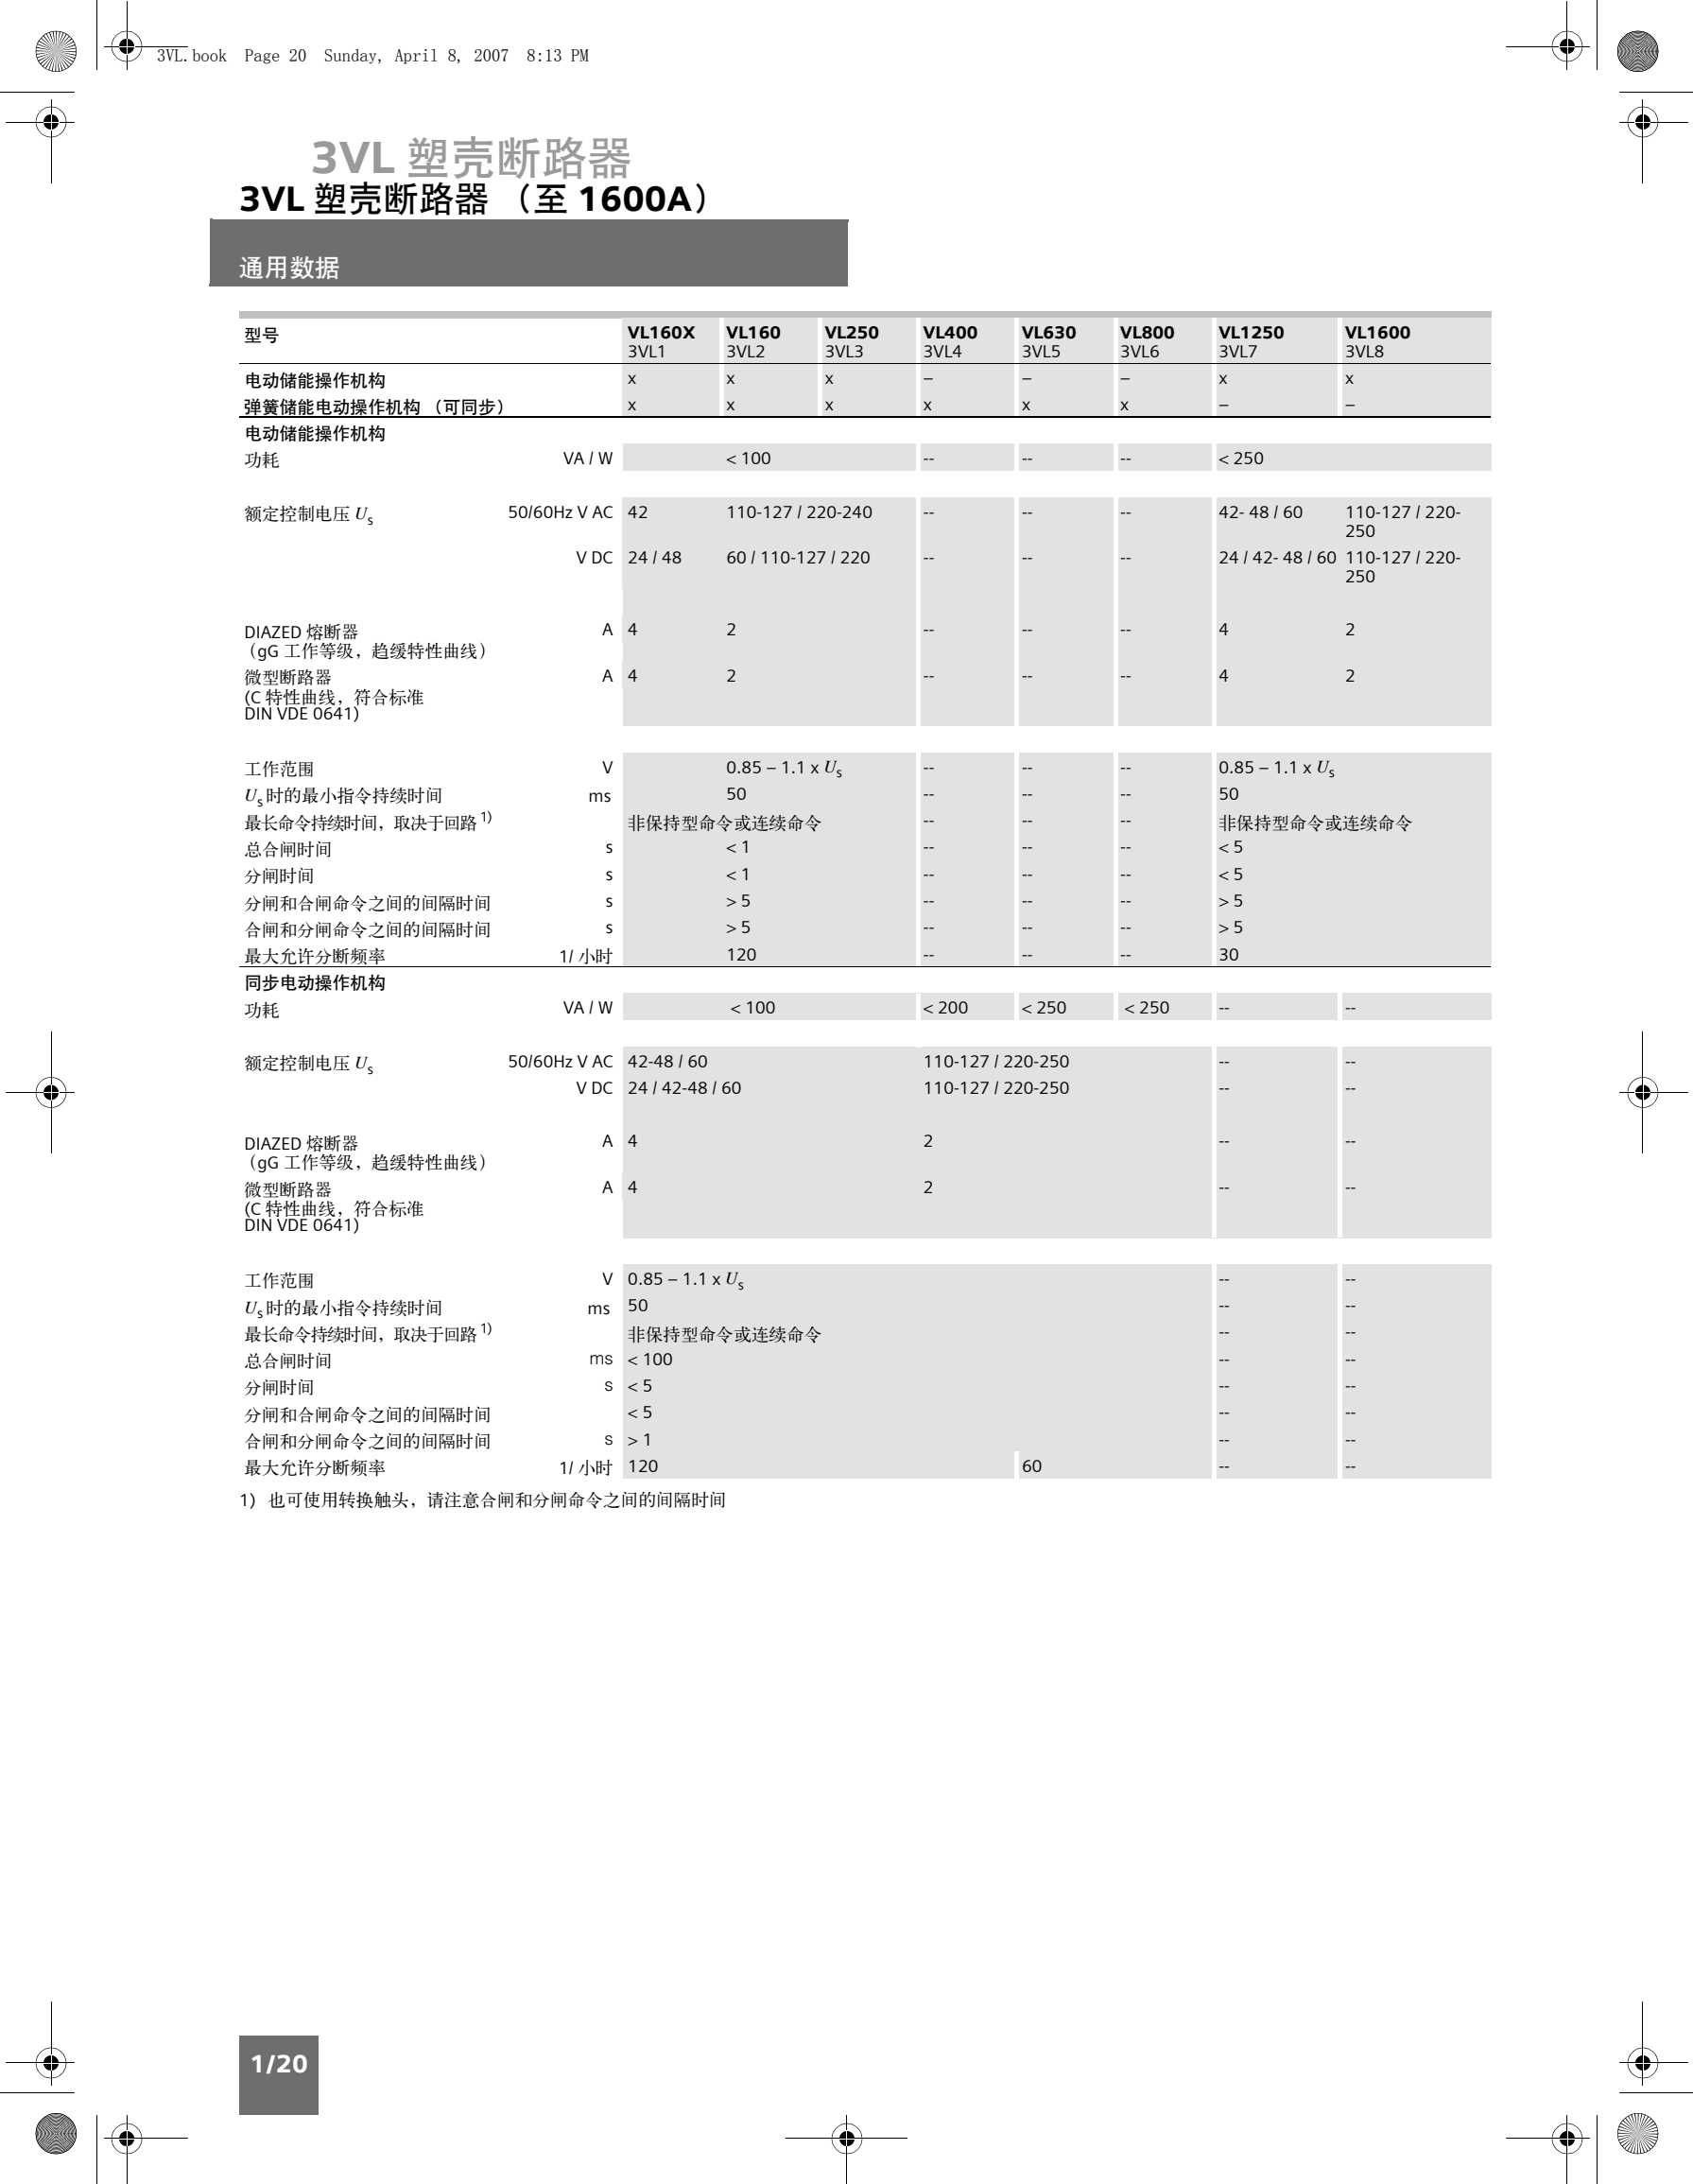 3VL.book Page 20 Sunday, April 8, 2007 8:13 PM
3VL 塑壳断路器
3VL 塑壳断路器 （至 1600A）
通用数据
型号 VL160X VL160 VL250 VL400 VL630 VL800 VL1250 VL1600
3VL1 3VL2 3VL3 3VL4 3VL5 3VL6 3VL7 3VL8
电动储能操作机构 x x x – – – x x
弹簧储能电动操作机构 （可同步） x x x x x x – –
电动储能操作机构
功耗 VA / W < 100 -- -- -- < 250
额定控制电压 Us 50/60Hz V AC 42 110-127 / 220-240 -- -- -- 42- 48 / 60 110-127 / 220-
250
V DC 24 / 48 60 / 110-127 / 220 -- -- -- 24 / 42- 48 / 60 110-127 / 220-
250
DIAZED 熔断器 A 4 2 -- -- -- 4 2
（gG 工作等级，趋缓特性曲线）
微型断路器 A 4 2 -- -- -- 4 2
(C 特性曲线，符合标准
DIN VDE 0641)
工作范围 V 0.85 – 1.1 x Us -- -- -- 0.85 – 1.1 x Us
Us 时的最小指令持续时间 ms 50 -- -- -- 50
最长命令持续时间，取决于回路 1) 非保持型命令或连续命令 -- -- -- 非保持型命令或连续命令
总合闸时间 s < 1 -- -- -- < 5
分闸时间 s < 1 -- -- -- < 5
分闸和合闸命令之间的间隔时间 s > 5 -- -- -- > 5
合闸和分闸命令之间的间隔时间 s > 5 -- -- -- > 5
最大允许分断频率 1/ 小时 120 -- -- -- 30
同步电动操作机构
功耗 VA / W < 100 < 200 < 250 < 250 -- --
额定控制电压 Us 50/60Hz V AC 42-48 / 60 110-127 / 220-250 -- --
V DC 24 / 42-48 / 60 110-127 / 220-250 -- --
DIAZED 熔断器 A 4 2 -- --
（gG 工作等级，趋缓特性曲线）
微型断路器 A 4 2 -- --
(C 特性曲线，符合标准
DIN VDE 0641)
工作范围 V 0.85 – 1.1 x Us -- --
Us 时的最小指令持续时间 ms 50 -- --
最长命令持续时间，取决于回路 1) 非保持型命令或连续命令 -- --
总合闸时间 ms < 100 -- --
分闸时间 s < 5 -- --
分闸和合闸命令之间的间隔时间 < 5 -- --
合闸和分闸命令之间的间隔时间 s > 1 -- --
最大允许分断频率 1/ 小时 120 60 -- --
1) 也可使用转换触头，请注意合闸和分闸命令之间的间隔时间
1/20